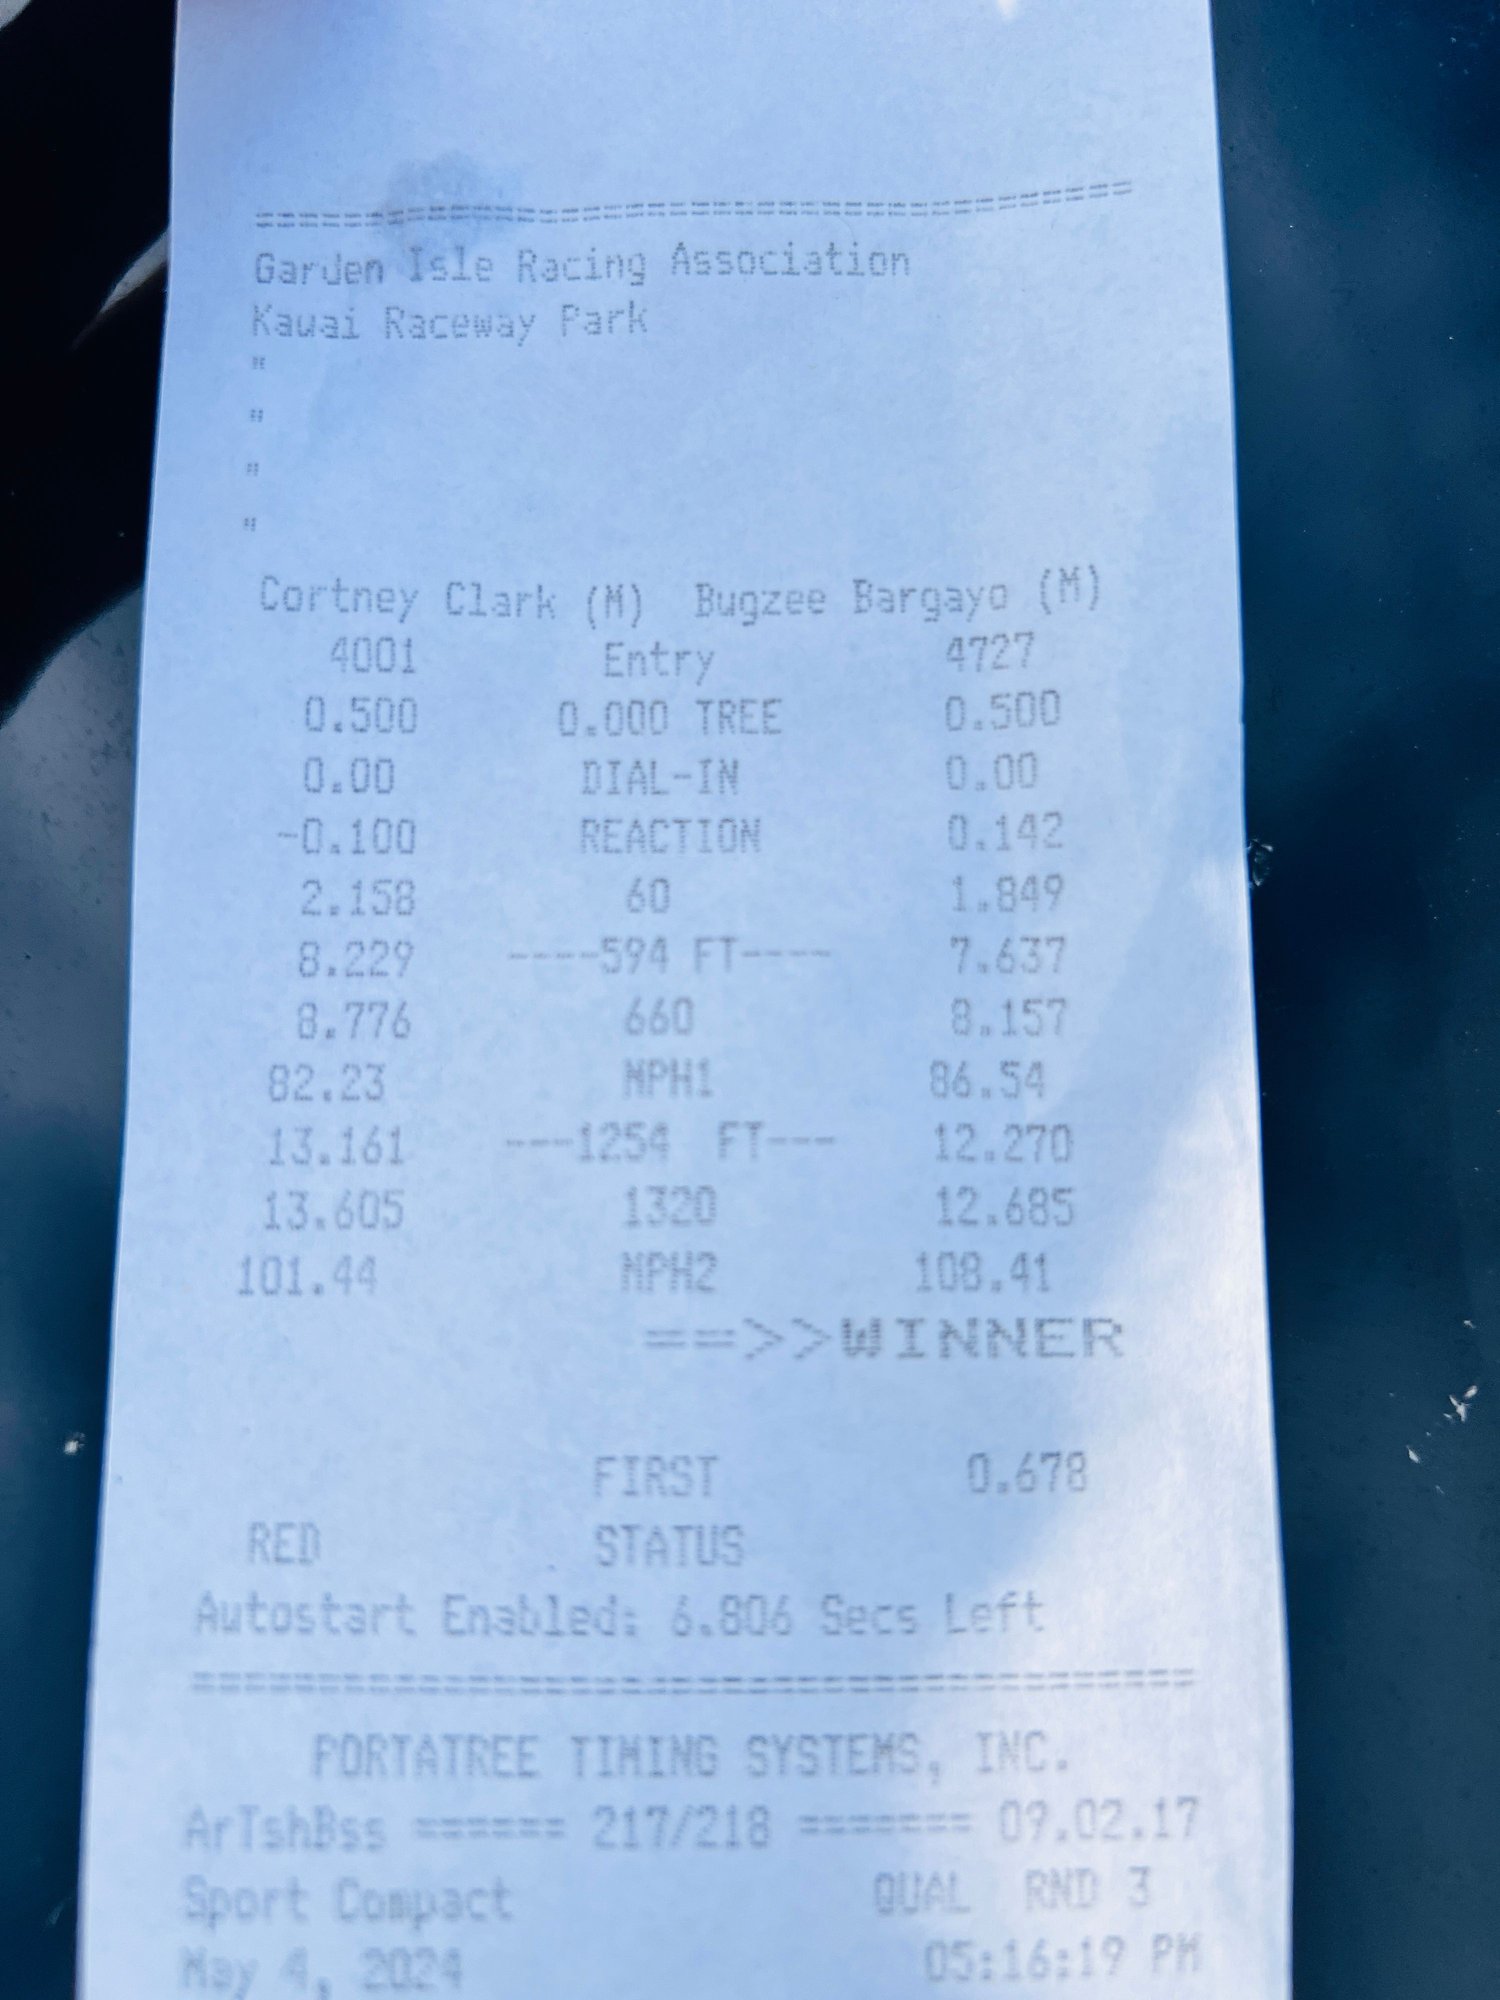 ========================================
Garden Isle Racing Association
Kauai Raceway Park
"
"
"
"
Cortney Clark (M) Bugzee Bargayo (M)
4001 Entry 4727
0.500 0.000 TREE 0.500
0.00 DIAL-IN 0.00
-0.100 REACTION 0.142
2.158 60 1.849
8.229 ----594 FT---- 7.637
8.776 660 8.157
82.23 MPH1 86.54
13.161 ---1254 FT--- 12.270
13.605 1320 12.685
101.44 MPH2 108.41
==>>WINNER
FIRST 0.678
RED STATUS
Autostart Enabled: 6.806 Secs Left
========================================
PORTATREE TIMING SYSTEMS, INC.
ArTshBss ====== 217/218 ======= 09.02.17
Sport Compact QUAL RND 3
May 4, 2024 05:16:19 PM